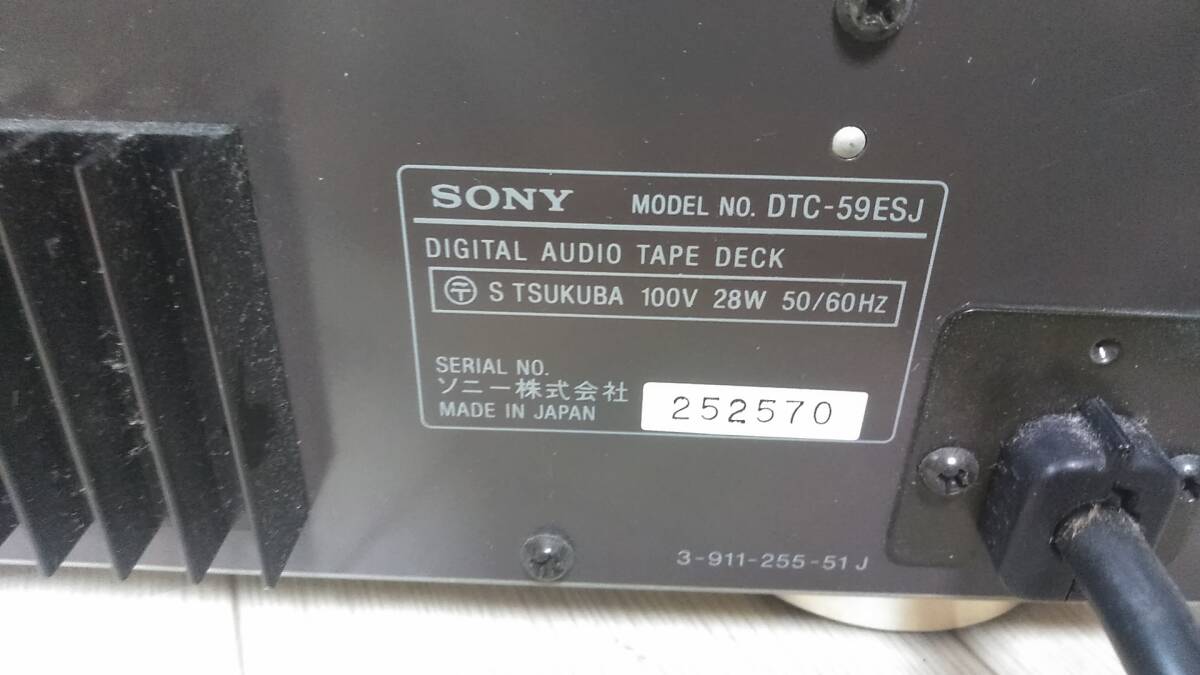 SONY MODEL NO. DTC-59ESJ
DIGITAL AUDIO TAPE DECK
〶 S TSUKUBA 100V 28W 50/60Hz
SERIAL NO.
ソニー株式会社 252570
MADE IN JAPAN
3-911-255-51 J